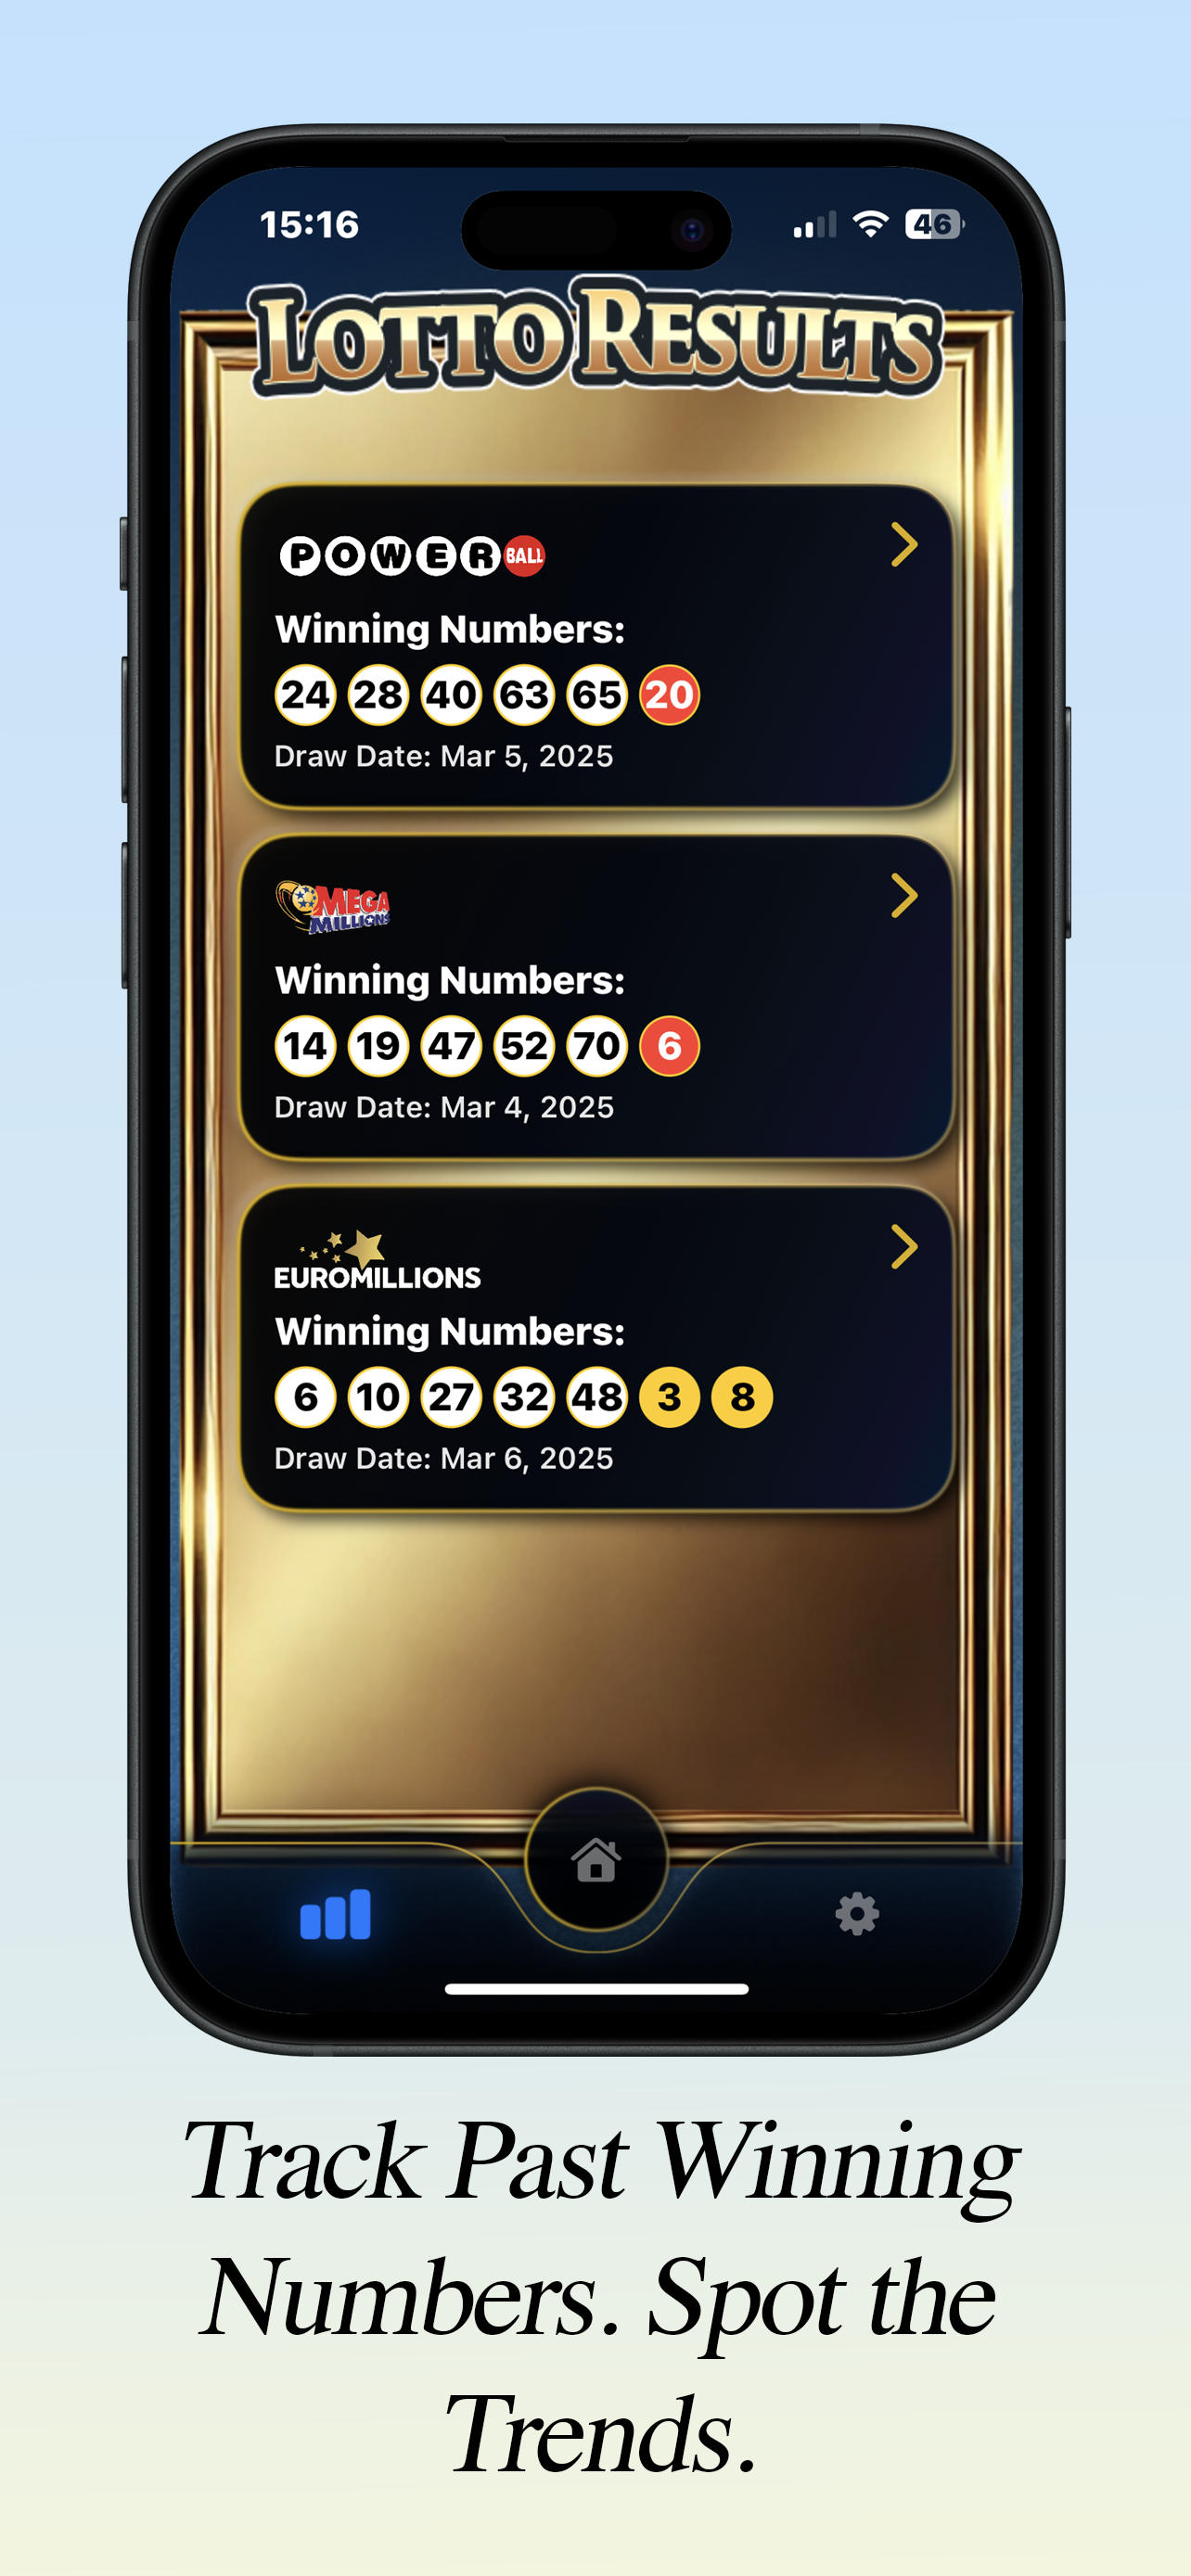 15:16
46
LOTTO RESULTS
POWER BALL
Winning Numbers:
24 28 40 63 65 20
Draw Date: Mar 5, 2025
MEGA
MILLIONS
Winning Numbers:
14 19 47 52 70 6
Draw Date: Mar 4, 2025
EUROMILLIONS
Winning Numbers:
6 10 27 32 48 3 8
Draw Date: Mar 6, 2025
Track Past Winning
Numbers. Spot the
Trends.